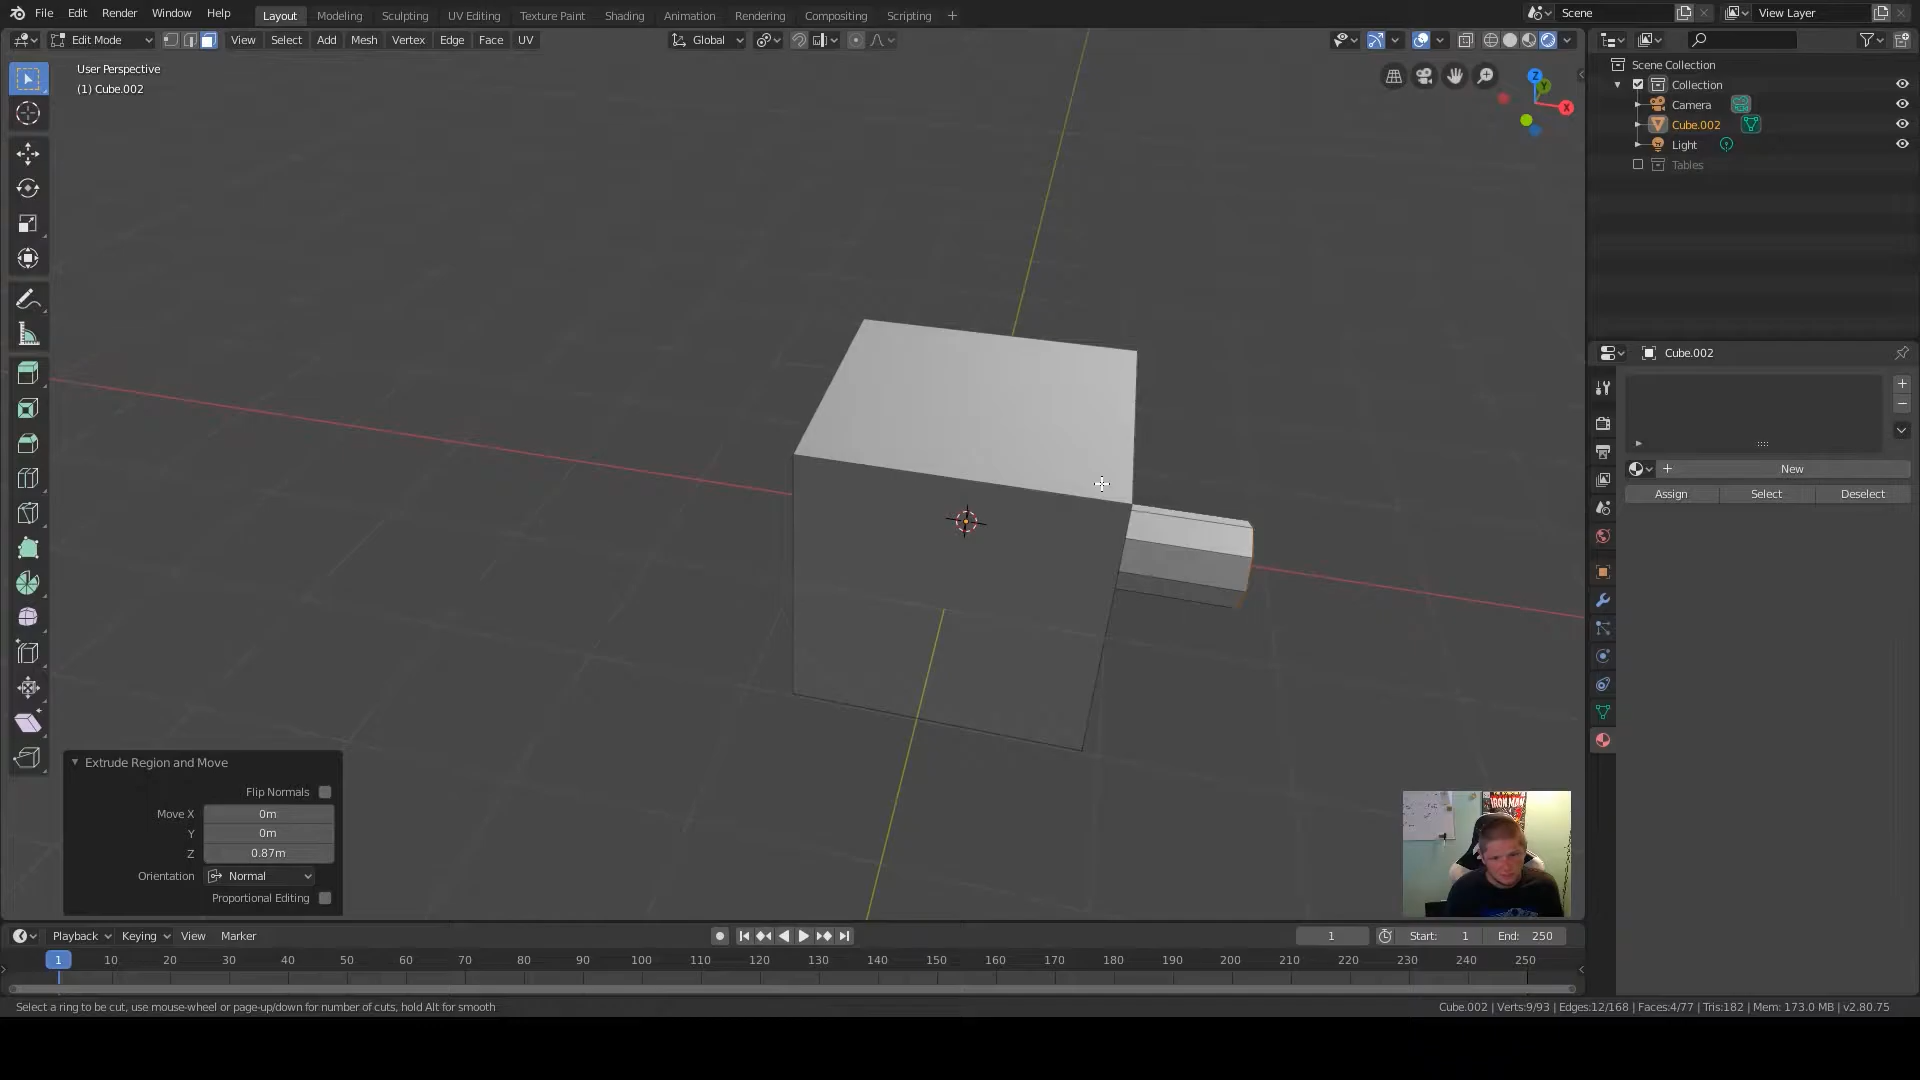 File Edit Render Window Help Layout Modeling Sculpting UV Editing Texture Paint Shading Animation Rendering Compositing Scripting + Scene View Layer
Edit Mode View Select Add Mesh Vertex Edge Face UV Global
User Perspective
(1) Cube.002
Z
Y
X
Scene Collection
Collection
Camera
Cube.002
Light
Tables
Cube.002
+ New
Assign Select Deselect
Extrude Region and Move
Flip Normals
Move X 0m
Y 0m
Z 0.87m
Orientation Normal
Proportional Editing
IRON MAN
Playback Keying View Marker 1 Start: 1 End: 250
1 10 20 30 40 50 60 70 80 90 100 110 120 130 140 150 160 170 180 190 200 210 220 230 240 250
Select a ring to be cut, use mouse-wheel or page-up/down for number of cuts, hold Alt for smooth
Cube.002 | Verts:9/93 | Edges:12/168 | Faces:4/77 | Tris:182 | Mem: 173.0 MB | v2.80.75